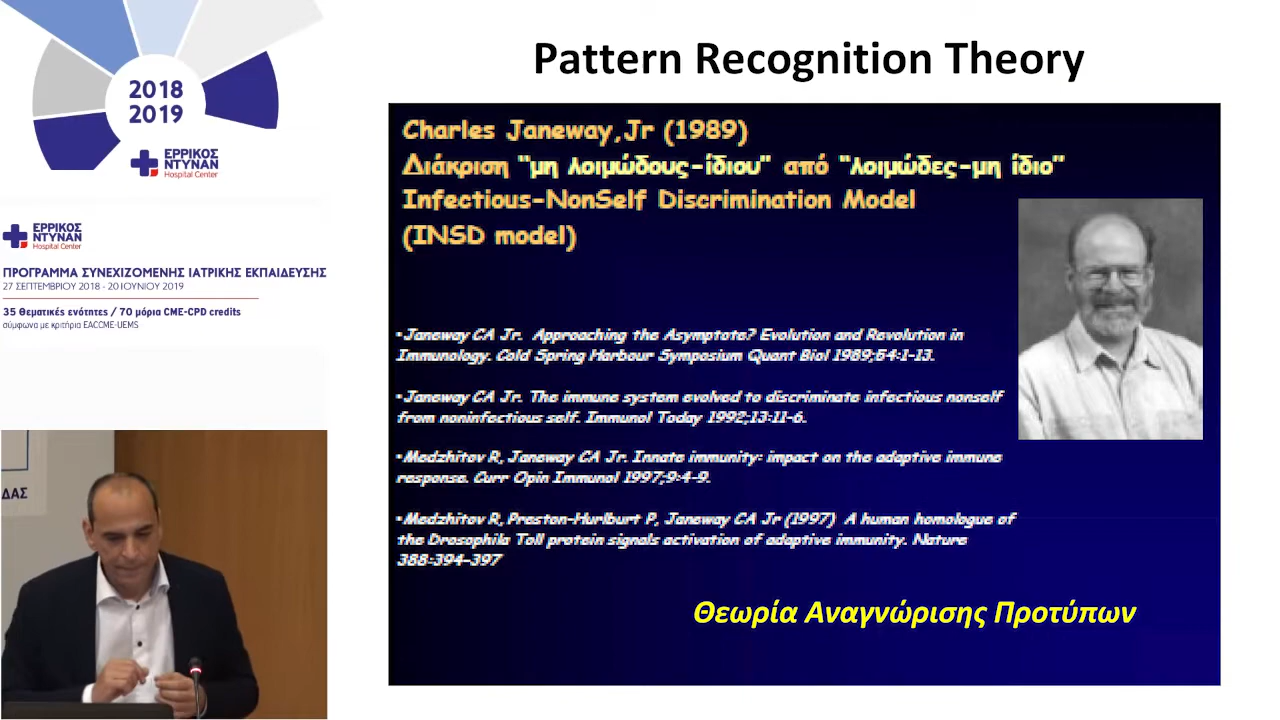 2018
2019
ΕΡΡΙΚΟΣ
ΝΤΥΝΑΝ
Hospital Center
ΕΡΡΙΚΟΣ
ΝΤΥΝΑΝ
Hospital Center
ΠΡΟΓΡΑΜΜΑ ΣΥΝΕΧΙΖΟΜΕΝΗΣ ΙΑΤΡΙΚΗΣ ΕΚΠΑΙΔΕΥΣΗΣ
27 ΣΕΠΤΕΜΒΡΙΟΥ 2018 - 20 ΙΟΥΝΙΟΥ 2019
35 Θεματικές ενότητες / 70 μόρια CME-CPD credits
σύμφωνα με κριτήρια EACCME-UEMS
ΔΑΣ
Pattern Recognition Theory
Charles Janeway,Jr (1989)
Διάκριση “μη λοιμώδους-ίδιου” από “λοιμώδες-μη ίδιο”
Infectious-NonSelf Discrimination Model
(INSD model)
•Janeway CA Jr. Approaching the Asymptote? Evolution and Revolution in
Immunology. Cold Spring Harbour Symposium Quant Biol 1989;54:1-13.
•Janeway CA Jr. The immune system evolved to discriminate infectious nonself
from noninfectious self. Immunol Today 1992;13:11-6.
•Medzhitov R, Janeway CA Jr. Innate immunity: impact on the adaptive immune
response. Curr Opin Immunol 1997;9:4-9.
•Medzhitov R, Preston-Hurlburt P, Janeway CA Jr (1997) A human homologue of
the Drosophila Toll protein signals activation of adaptive immunity. Nature
388:394-397
Θεωρία Αναγνώρισης Προτύπων